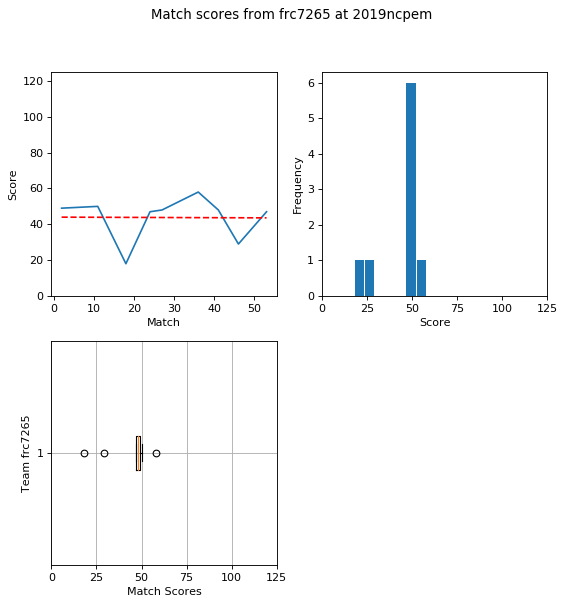 Match scores from frc7265 at 2019ncpem
120
100
80
60
40
20
0
Score
0 10 20 30 40 50
Match
6
5
4
3
2
1
0
Frequency
0 25 50 75 100 125
Score
Team frc7265
1
0 25 50 75 100 125
Match Scores